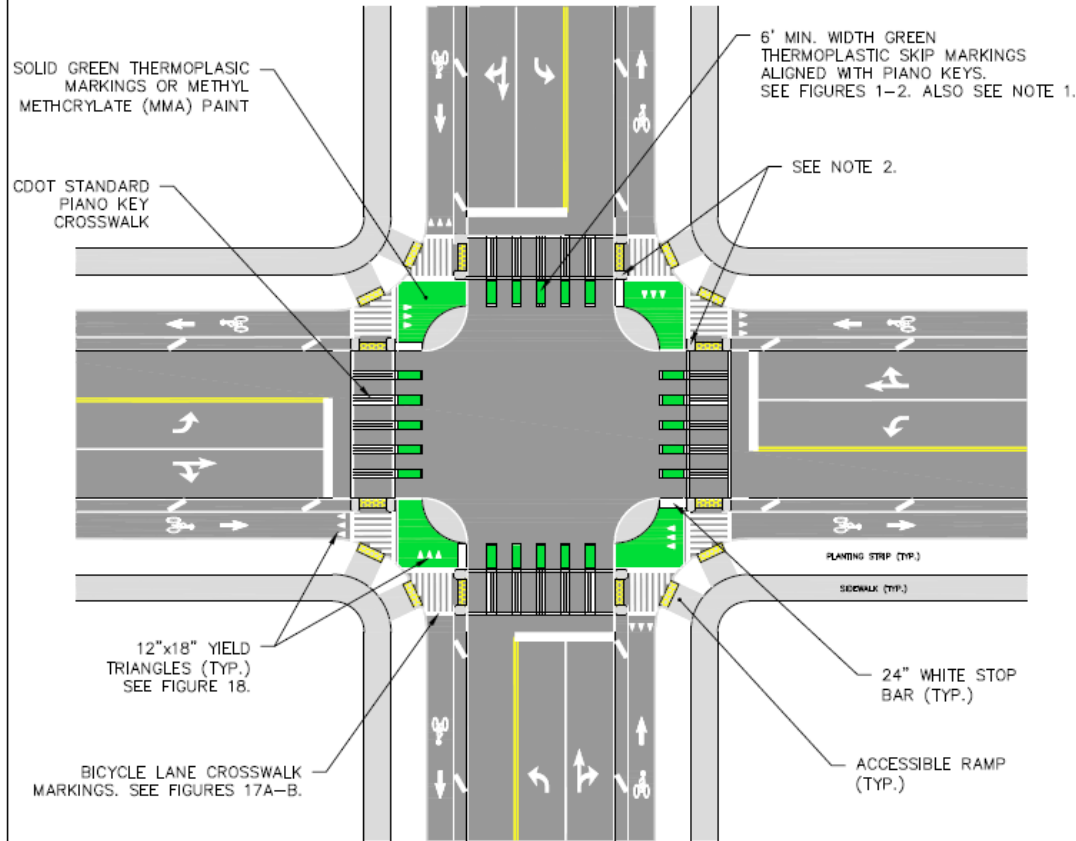 SOLID GREEN THERMOPLASIC
MARKINGS OR METHYL
METHCRYLATE (MMA) PAINT
6' MIN. WIDTH GREEN
THERMOPLASTIC SKIP MARKINGS
ALIGNED WITH PIANO KEYS.
SEE FIGURES 1-2. ALSO SEE NOTE 1.
SEE NOTE 2.
CDOT STANDARD
PIANO KEY
CROSSWALK
PLANTING STRIP (TYP.)
SIDEWALK (TYP.)
12"x18" YIELD
TRIANGLES (TYP.)
SEE FIGURE 18.
24" WHITE STOP
BAR (TYP.)
BICYCLE LANE CROSSWALK
MARKINGS. SEE FIGURES 17A-B.
ACCESSIBLE RAMP
(TYP.)